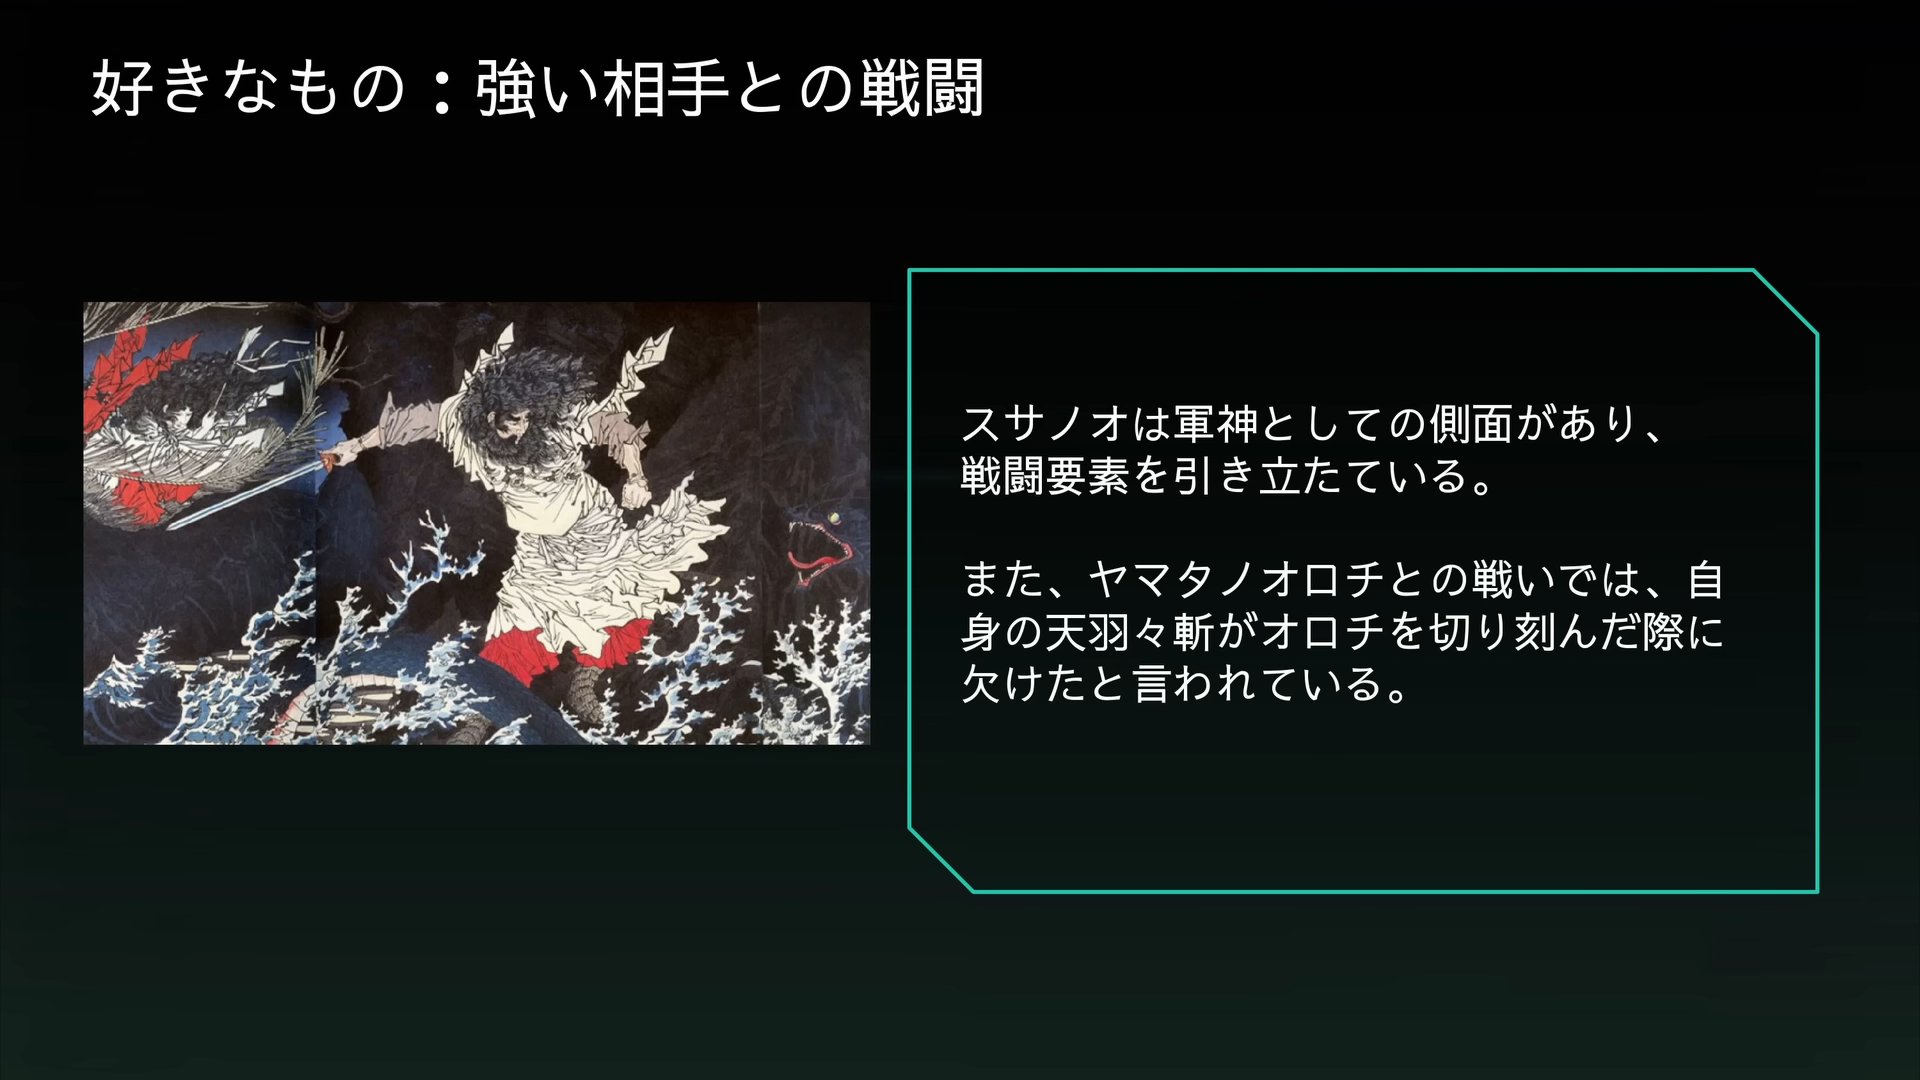 好きなもの：強い相手との戦闘
スサノオは軍神としての側面があり、
戦闘要素を引き立たている。
また、ヤマタノオロチとの戦いでは、自
身の天羽々斬がオロチを切り刻んだ際に
欠けたと言われている。